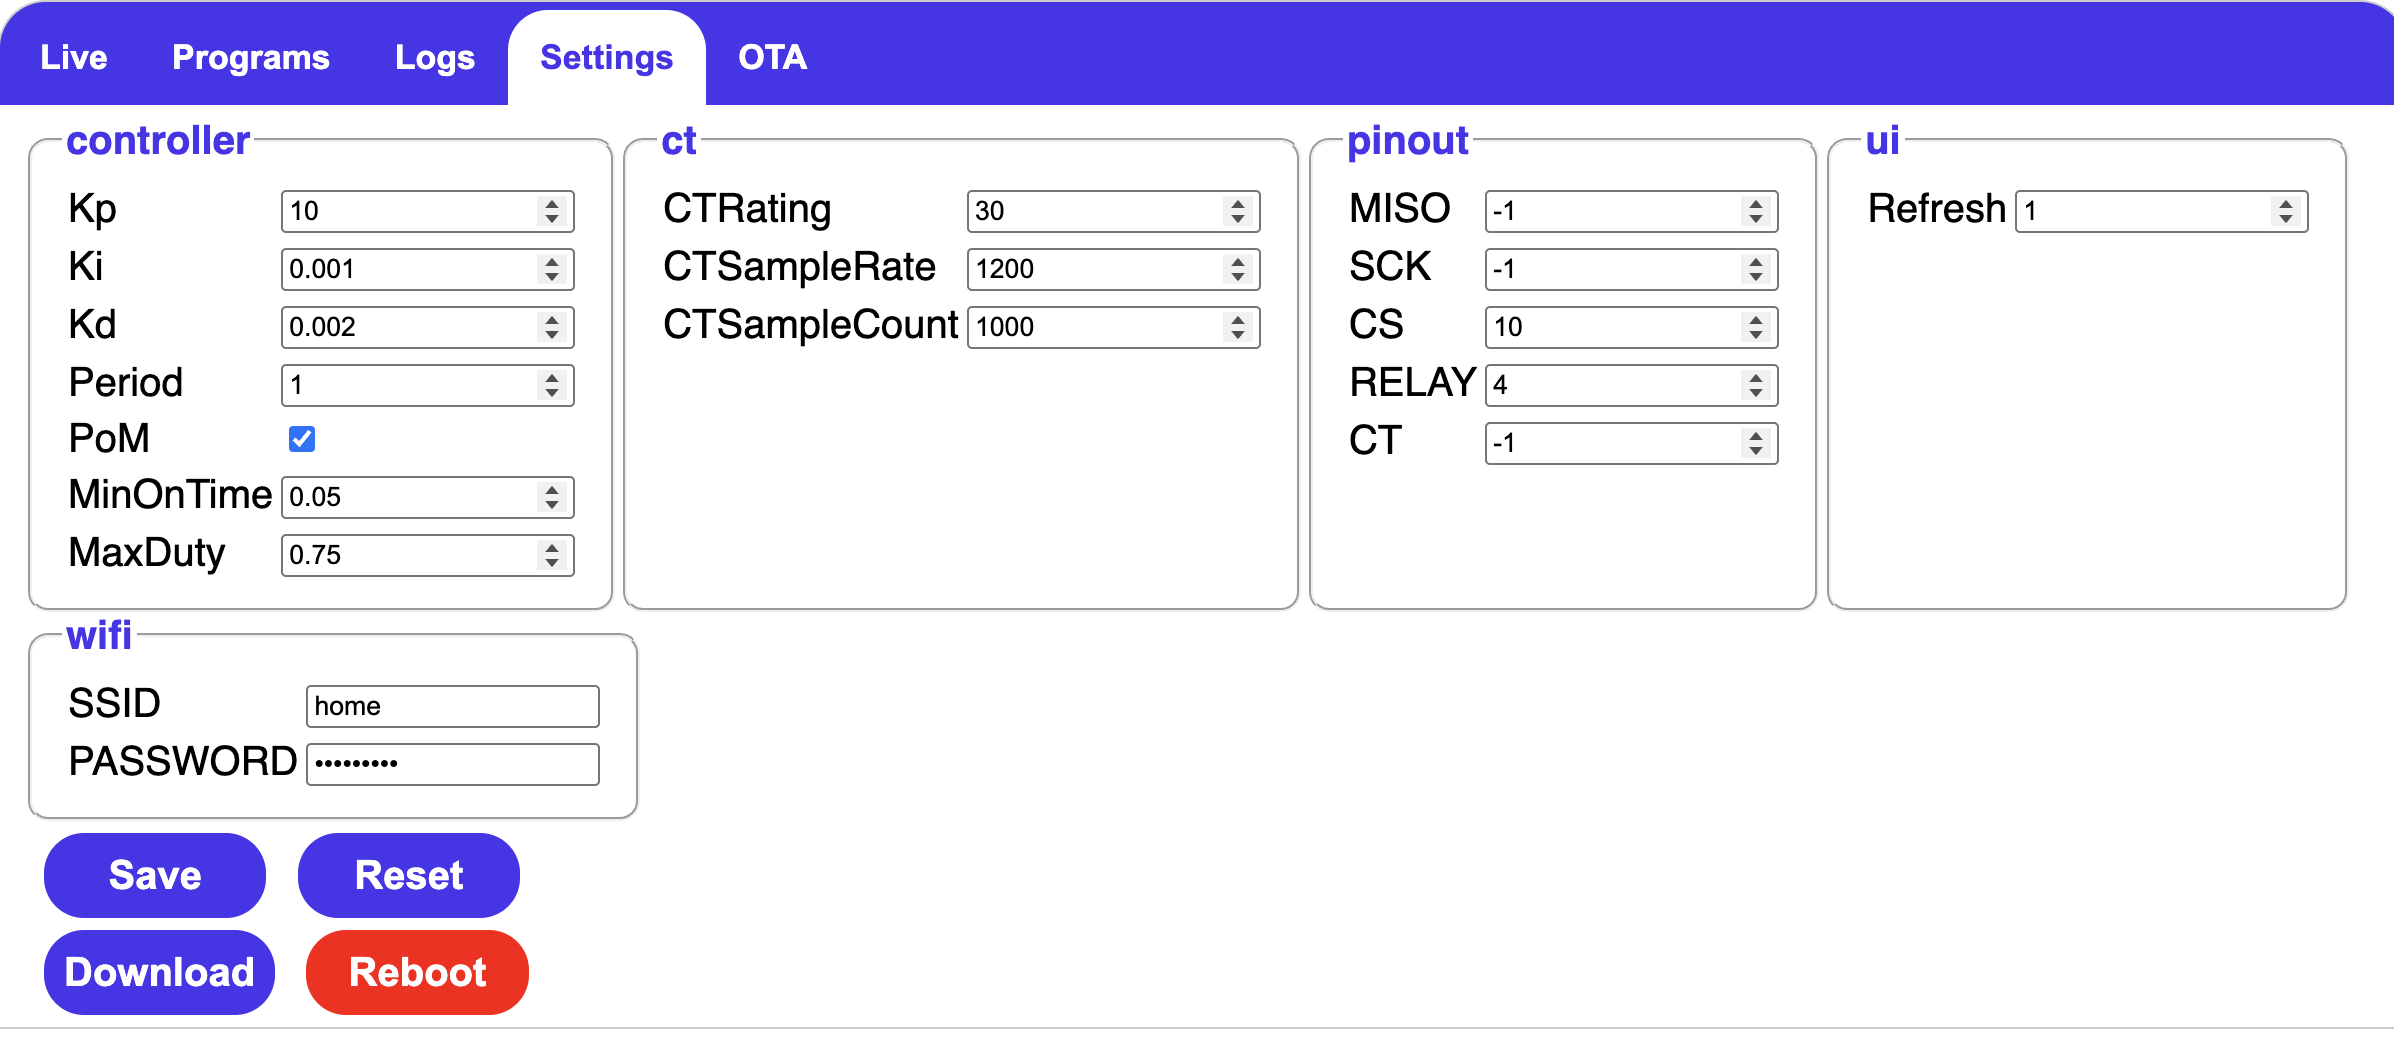 Live Programs Logs Settings OTA
controller
Kp 10
Ki 0.001
Kd 0.002
Period 1
PoM
MinOnTime 0.05
MaxDuty 0.75
ct
CTRating 30
CTSampleRate 1200
CTSampleCount 1000
pinout
MISO -1
SCK -1
CS 10
RELAY 4
CT -1
ui
Refresh 1
wifi
SSID home
PASSWORD •••••••••
Save Reset
Download Reboot